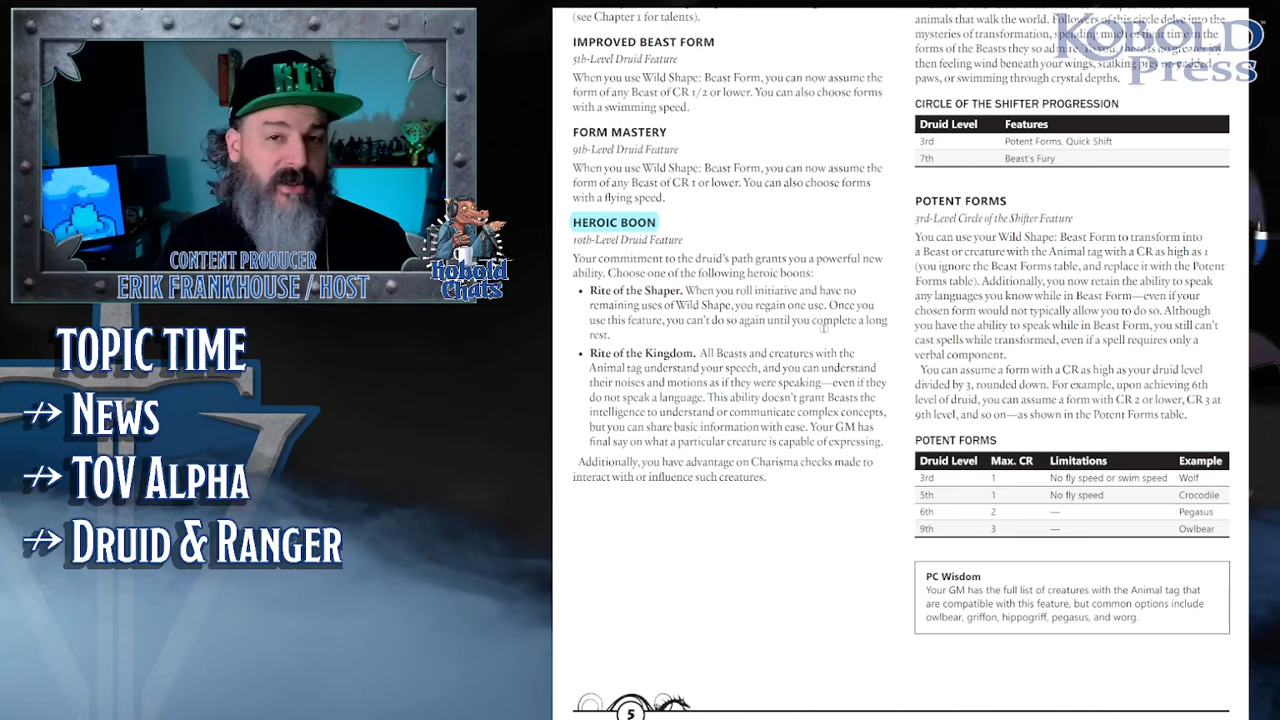 RTR
CONTENT PRODUCER
ERIK FRANKHOUSE / HOST
Kobold
Chats
TOPIC TIME
News
TOV Alpha
Druid & Ranger
(see Chapter 1 for talents).
IMPROVED BEAST FORM
5th-Level Druid Feature
When you use Wild Shape: Beast Form, you can now assume the
form of any Beast of CR 1/2 or lower. You can also choose forms
with a swimming speed.
FORM MASTERY
9th-Level Druid Feature
When you use Wild Shape: Beast Form, you can now assume the
form of any Beast of CR 1 or lower. You can also choose forms
with a flying speed.
HEROIC BOON
10th-Level Druid Feature
Your commitment to the druid's path grants you a powerful new
ability. Choose one of the following heroic boons:
• Rite of the Shaper. When you roll initiative and have no
remaining uses of Wild Shape, you regain one use. Once you
use this feature, you can't do so again until you complete a long
rest.
• Rite of the Kingdom. All Beasts and creatures with the
Animal tag understand your speech, and you can understand
their noises and motions as if they were speaking—even if they
do not speak a language. This ability doesn't grant Beasts the
intelligence to understand or communicate complex concepts,
but you can share basic information with ease. Your GM has
final say on what a particular creature is capable of expressing.
Additionally, you have advantage on Charisma checks made to
interact with or influence such creatures.
5
animals that walk the world. Followers of this circle delve into the
mysteries of transformation, spending much of their time in the
forms of the Beasts they so admire. To you, there is no greater joy
then feeling wind beneath your wings, stalking prey on padded
paws, or swimming through crystal depths.
Kobold
Press
CIRCLE OF THE SHIFTER PROGRESSION
Druid Level Features
3rd Potent Forms, Quick Shift
7th Beast's Fury
POTENT FORMS
3rd-Level Circle of the Shifter Feature
You can use your Wild Shape: Beast Form to transform into
a Beast or creature with the Animal tag with a CR as high as 1
(you ignore the Beast Forms table, and replace it with the Potent
Forms table). Additionally, you now retain the ability to speak
any languages you know while in Beast Form—even if your
chosen form would not typically allow you to do so. Although
you have the ability to speak while in Beast Form, you still can't
cast spells while transformed, even if a spell requires only a
verbal component.
You can assume a form with a CR as high as your druid level
divided by 3, rounded down. For example, upon achieving 6th
level of druid, you can assume a form with CR 2 or lower, CR 3 at
9th level, and so on—as shown in the Potent Forms table.
POTENT FORMS
Druid Level Max. CR Limitations Example
3rd 1 No fly speed or swim speed Wolf
5th 1 No fly speed Crocodile
6th 2 — Pegasus
9th 3 — Owlbear
PC Wisdom
Your GM has the full list of creatures with the Animal tag that
are compatible with this feature, but common options include
owlbear, griffon, hippogriff, pegasus, and worg.